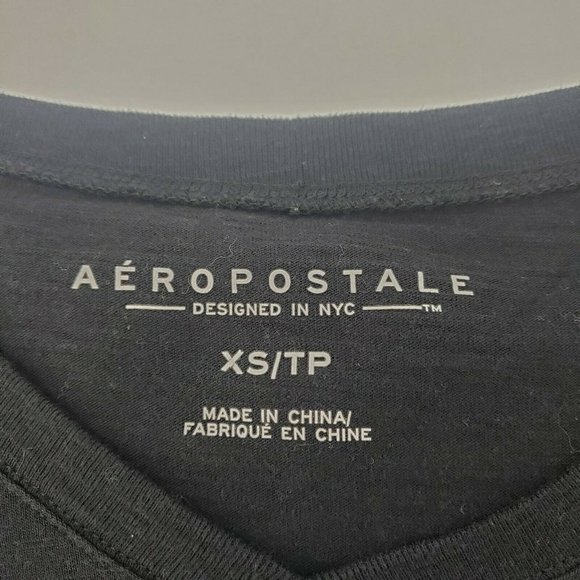 AÉROPOSTALE
DESIGNED IN NYC ™
XS/TP
MADE IN CHINA/
FABRIQUÉ EN CHINE